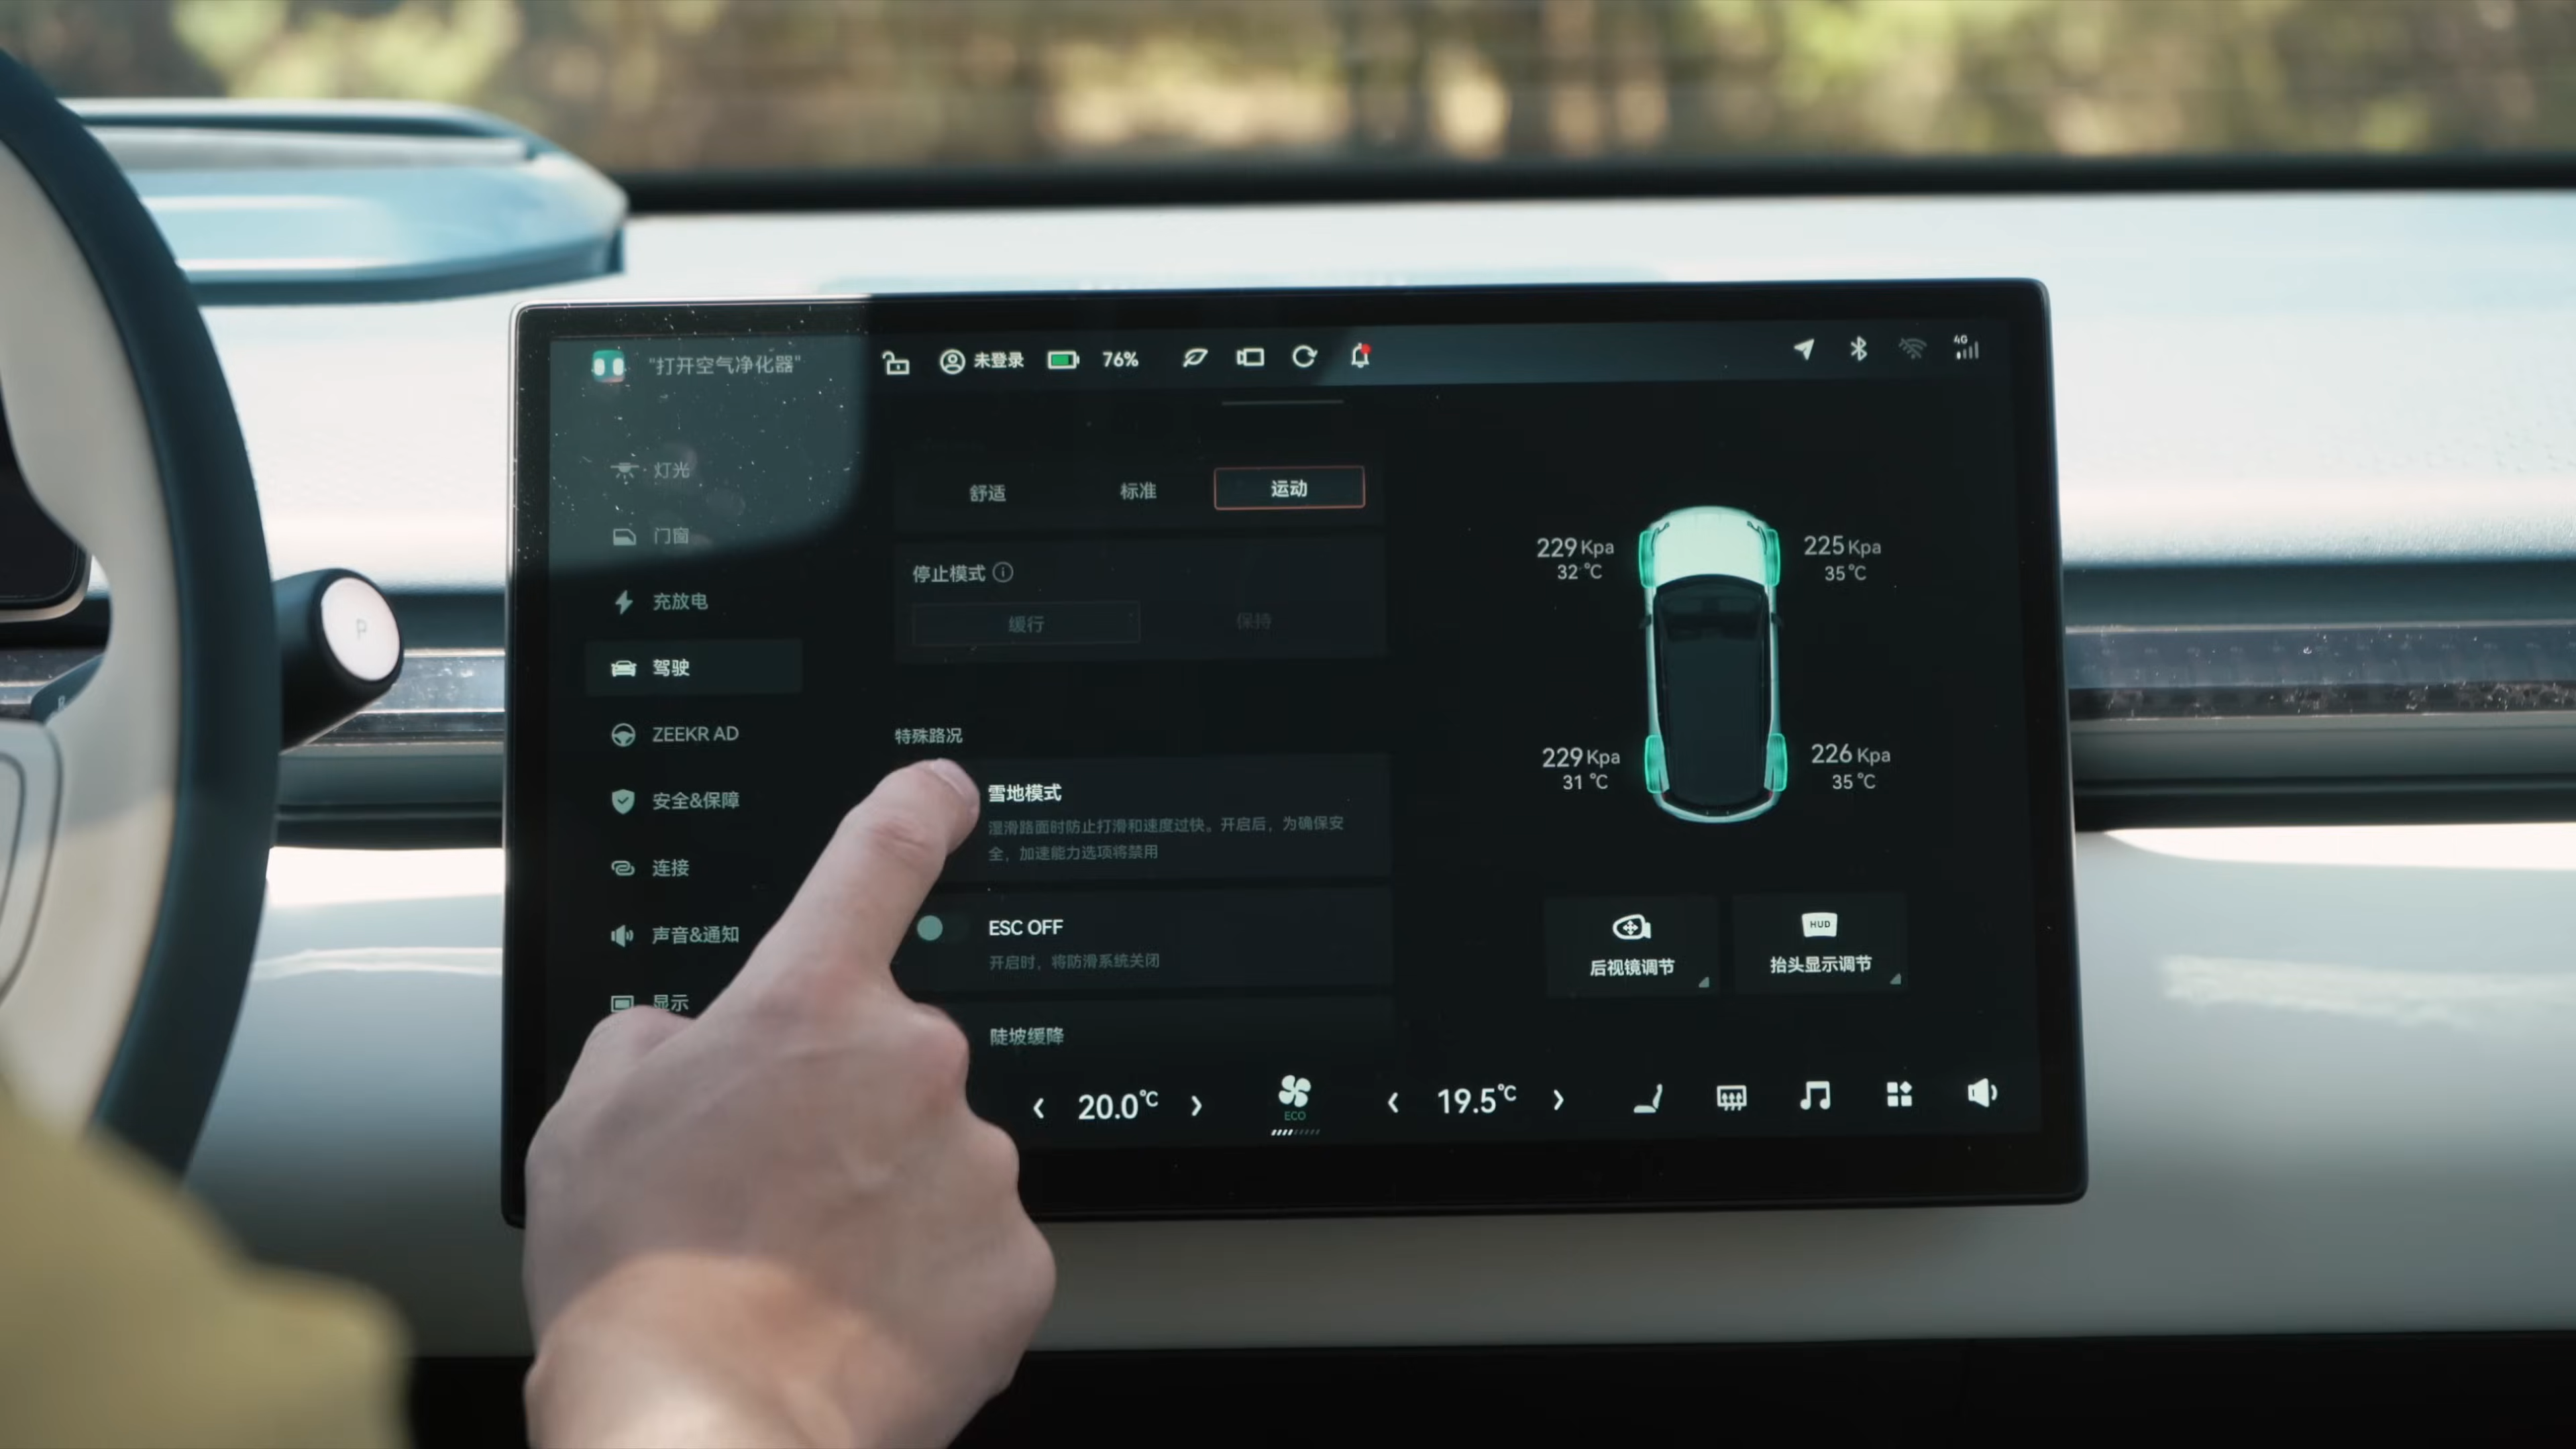 "打开空气净化器"
未登录
76%
4G
灯光
门窗
充放电
驾驶
ZEEKR AD
安全&保障
连接
声音&通知
显示
舒适
标准
运动
停止模式
缓行
保持
特殊路况
雪地模式
湿滑路面时防止打滑和速度过快。开启后，为确保安
全，加速能力选项将禁用
ESC OFF
开启时，将防滑系统关闭
陡坡缓降
229 Kpa
32 °C
225 Kpa
35 °C
229 Kpa
31 °C
226 Kpa
35 °C
后视镜调节
HUD
抬头显示调节
20.0°C
ECO
19.5°C
P
R